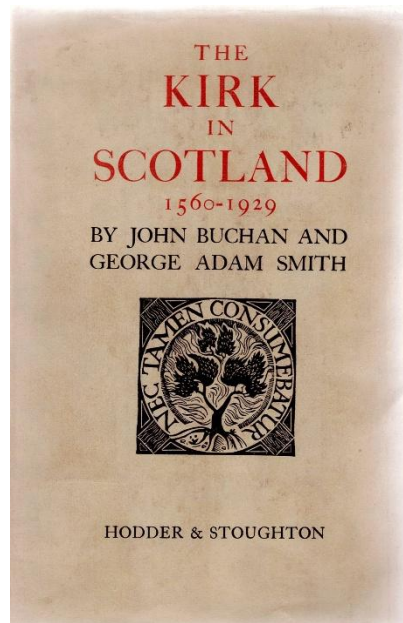 THE
KIRK
IN
SCOTLAND
1560-1929
BY JOHN BUCHAN AND
GEORGE ADAM SMITH
NEC TAMEN CONSUMEBATUR
HODDER & STOUGHTON